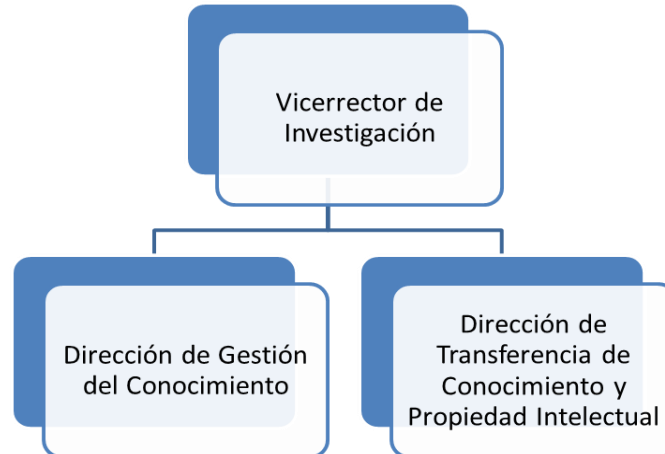 Vicerrector de
Investigación
Dirección de Gestión
del Conocimiento
Dirección de
Transferencia de
Conocimiento y
Propiedad Intelectual